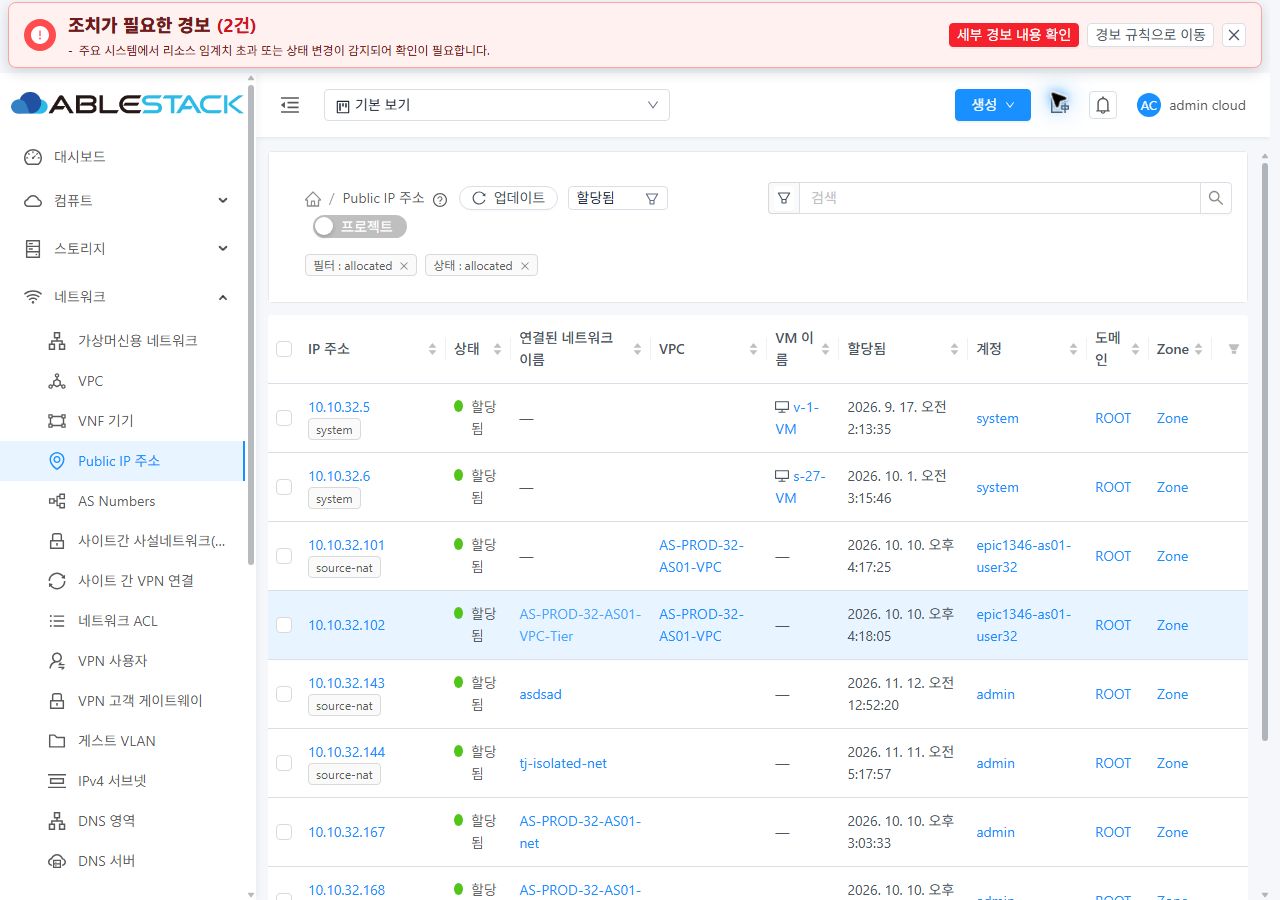 조치가 필요한 경보 (2건)
- 주요 시스템에서 리소스 임계치 초과 또는 상태 변경이 감지되어 확인이 필요합니다.
세부 경보 내용 확인
경보 규칙으로 이동
ABLESTACK
기본 보기
생성
AC
admin cloud
대시보드
컴퓨트
스토리지
네트워크
가상머신용 네트워크
VPC
VNF 기기
Public IP 주소
AS Numbers
사이트간 사설네트워크(...
사이트 간 VPN 연결
네트워크 ACL
VPN 사용자
VPN 고객 게이트웨이
게스트 VLAN
IPv4 서브넷
DNS 영역
DNS 서버
/ Public IP 주소
업데이트
할당됨
검색
프로젝트
필터 : allocated
상태 : allocated
IP 주소 상태 연결된 네트워크 이름 VPC VM 이름 할당됨 계정 도메인 Zone
10.10.32.5 할당됨 — v-1-VM 2026. 9. 17. 오전 2:13:35 system ROOT Zone
system
10.10.32.6 할당됨 — s-27-VM 2026. 10. 1. 오전 3:15:46 system ROOT Zone
system
10.10.32.101 할당됨 — AS-PROD-32-AS01-VPC — 2026. 10. 10. 오후 4:17:25 epic1346-as01-user32 ROOT Zone
source-nat
10.10.32.102 할당됨 AS-PROD-32-AS01-VPC-Tier AS-PROD-32-AS01-VPC — 2026. 10. 10. 오후 4:18:05 epic1346-as01-user32 ROOT Zone
10.10.32.143 할당됨 asdsad — 2026. 11. 12. 오전 12:52:20 admin ROOT Zone
source-nat
10.10.32.144 할당됨 tj-isolated-net — 2026. 11. 11. 오전 5:17:57 admin ROOT Zone
source-nat
10.10.32.167 할당됨 AS-PROD-32-AS01-net — 2026. 10. 10. 오후 3:03:33 admin ROOT Zone
10.10.32.168 할당 AS-PROD-32-AS01- 2026. 10. 10. 오후